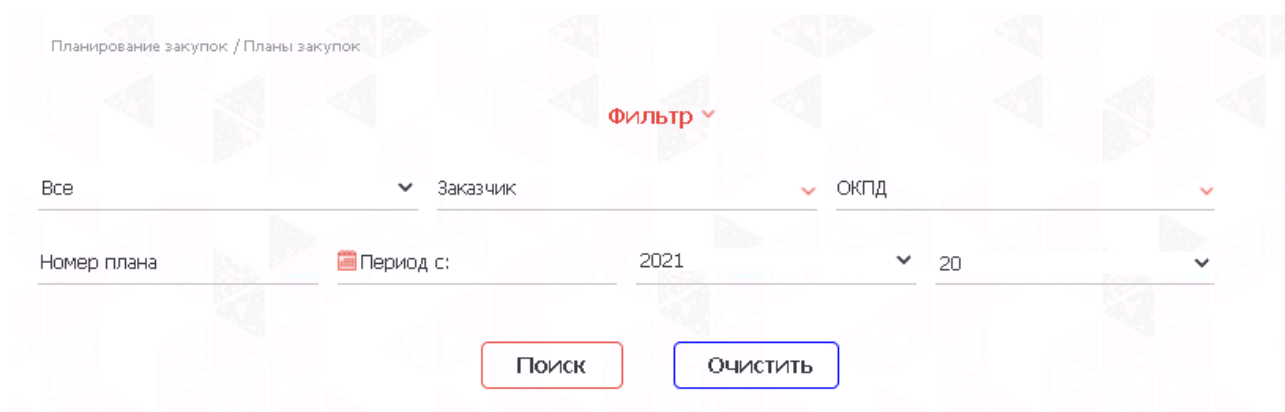 Планирование закупок / Планы закупок
Фильтр
Все Заказчик ОКПД
Номер плана Период с: 2021 20
Поиск Очистить